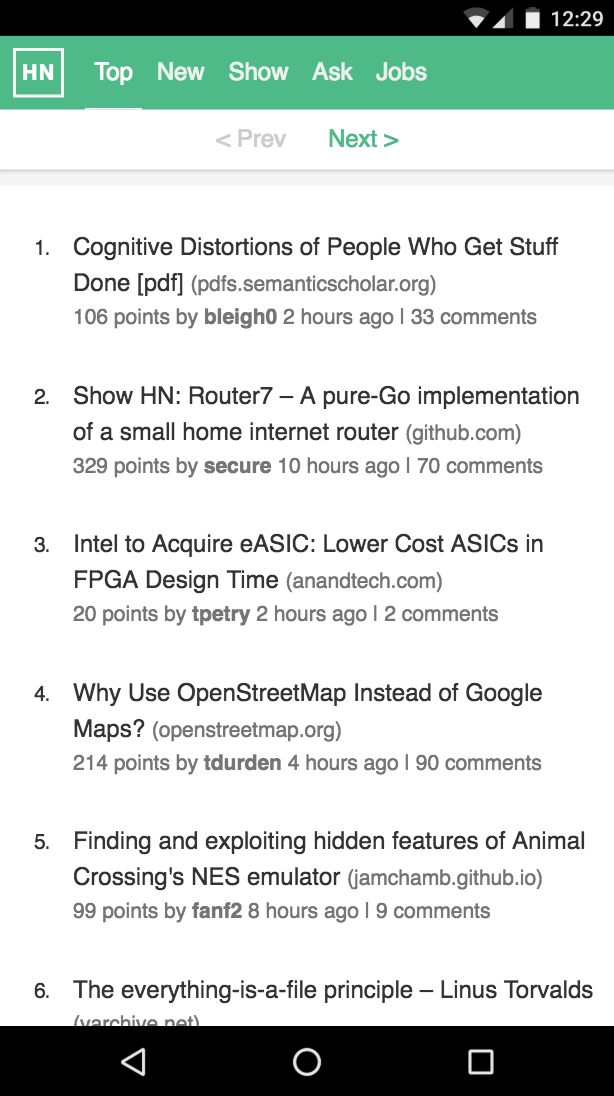 12:29
HN Top New Show Ask Jobs
< Prev Next >
1. Cognitive Distortions of People Who Get Stuff
Done [pdf] (pdfs.semanticscholar.org)
106 points by bleigh0 2 hours ago | 33 comments
2. Show HN: Router7 – A pure-Go implementation
of a small home internet router (github.com)
329 points by secure 10 hours ago | 70 comments
3. Intel to Acquire eASIC: Lower Cost ASICs in
FPGA Design Time (anandtech.com)
20 points by tpetry 2 hours ago | 2 comments
4. Why Use OpenStreetMap Instead of Google
Maps? (openstreetmap.org)
214 points by tdurden 4 hours ago | 90 comments
5. Finding and exploiting hidden features of Animal
Crossing's NES emulator (jamchamb.github.io)
99 points by fanf2 8 hours ago | 9 comments
6. The everything-is-a-file principle – Linus Torvalds
(yarchive.net)